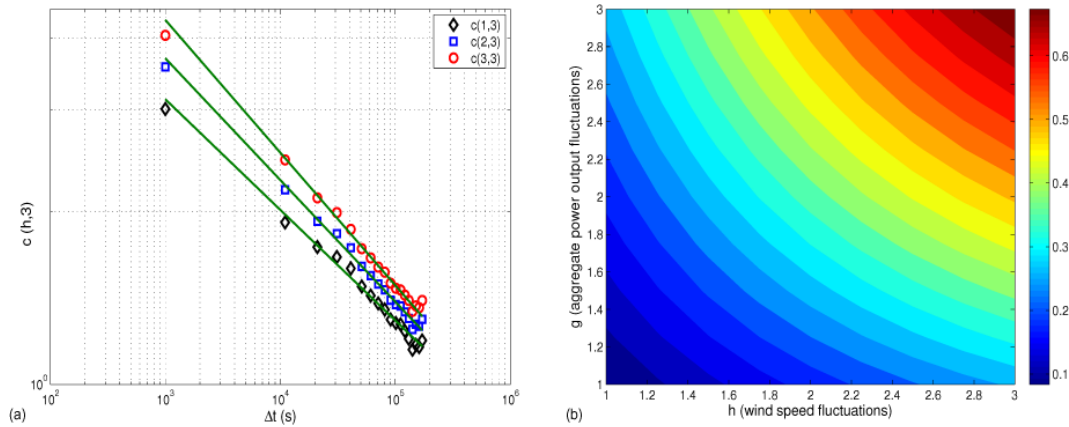 c(1,3)
c(2,3)
c(3,3)
c (h,3)
10^0
10^2 10^3 10^4 10^5 10^6
Δt (s)
(a)
g (aggregate power output fluctuations)
3
2.8
2.6
2.4
2.2
2
1.8
1.6
1.4
1.2
1
1 1.2 1.4 1.6 1.8 2 2.2 2.4 2.6 2.8 3
h (wind speed fluctuations)
(b)
0.6
0.5
0.4
0.3
0.2
0.1